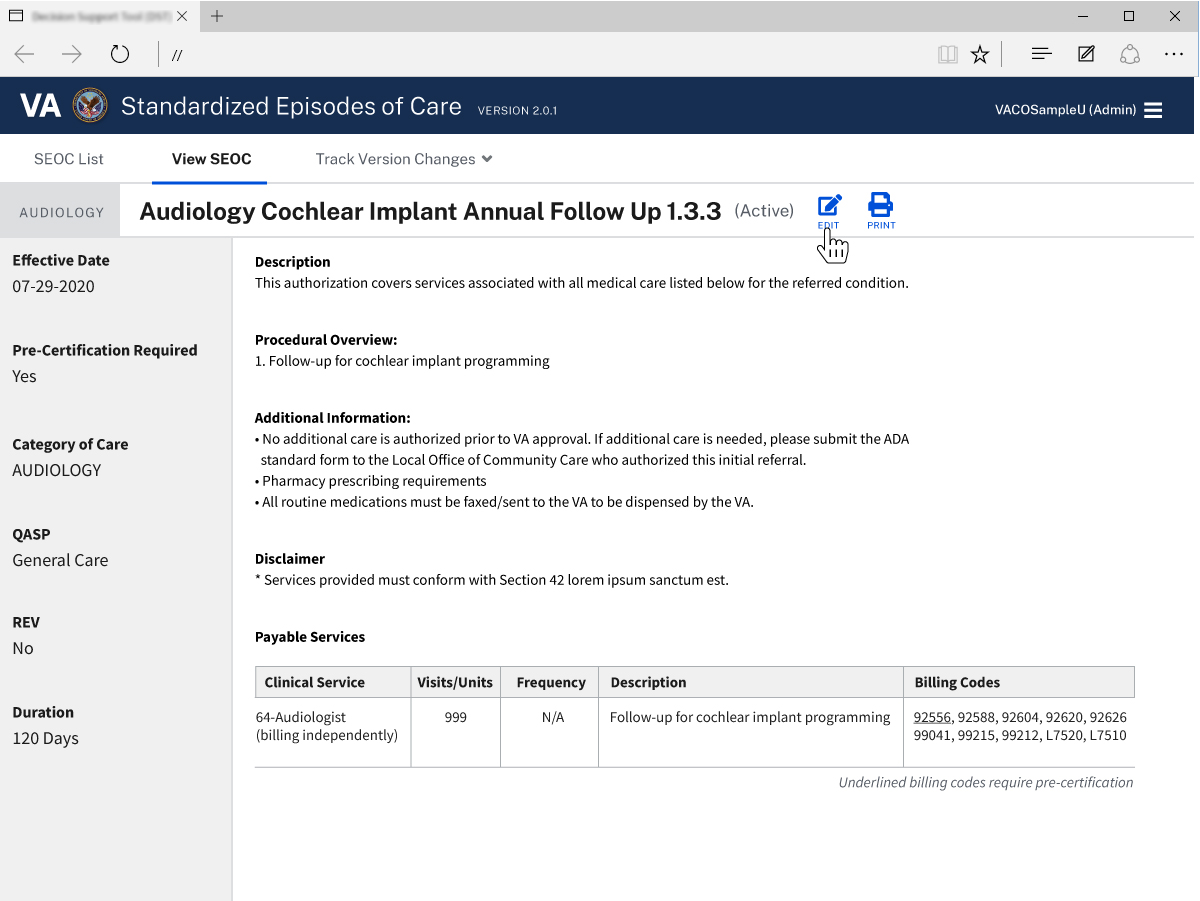 //
VA Standardized Episodes of Care VERSION 2.0.1
VACOSampleU (Admin)
SEOC List
View SEOC
Track Version Changes
AUDIOLOGY
Audiology Cochlear Implant Annual Follow Up 1.3.3 (Active)
EDIT
PRINT
Effective Date
07-29-2020
Pre-Certification Required
Yes
Category of Care
AUDIOLOGY
QASP
General Care
REV
No
Duration
120 Days
Description
This authorization covers services associated with all medical care listed below for the referred condition.
Procedural Overview:
1. Follow-up for cochlear implant programming
Additional Information:
• No additional care is authorized prior to VA approval. If additional care is needed, please submit the ADA
standard form to the Local Office of Community Care who authorized this initial referral.
• Pharmacy prescribing requirements
• All routine medications must be faxed/sent to the VA to be dispensed by the VA.
Disclaimer
* Services provided must conform with Section 42 lorem ipsum sanctum est.
Payable Services
Clinical Service Visits/Units Frequency Description Billing Codes
64-Audiologist 999 N/A Follow-up for cochlear implant programming 92556, 92588, 92604, 92620, 92626
(billing independently) 99041, 99215, 99212, L7520, L7510
Underlined billing codes require pre-certification